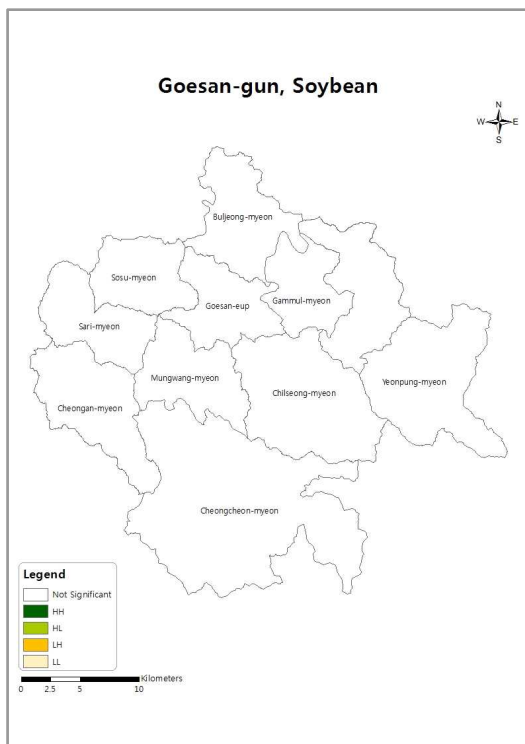 Goesan-gun, Soybean
N
W E
S
Buljeong-myeon
Sosu-myeon
Goesan-eup
Gammul-myeon
Sari-myeon
Mungwang-myeon
Chilseong-myeon
Yeonpung-myeon
Cheongan-myeon
Cheongcheon-myeon
Legend
Not Significant
HH
HL
LH
LL
Kilometers
0 2.5 5 10